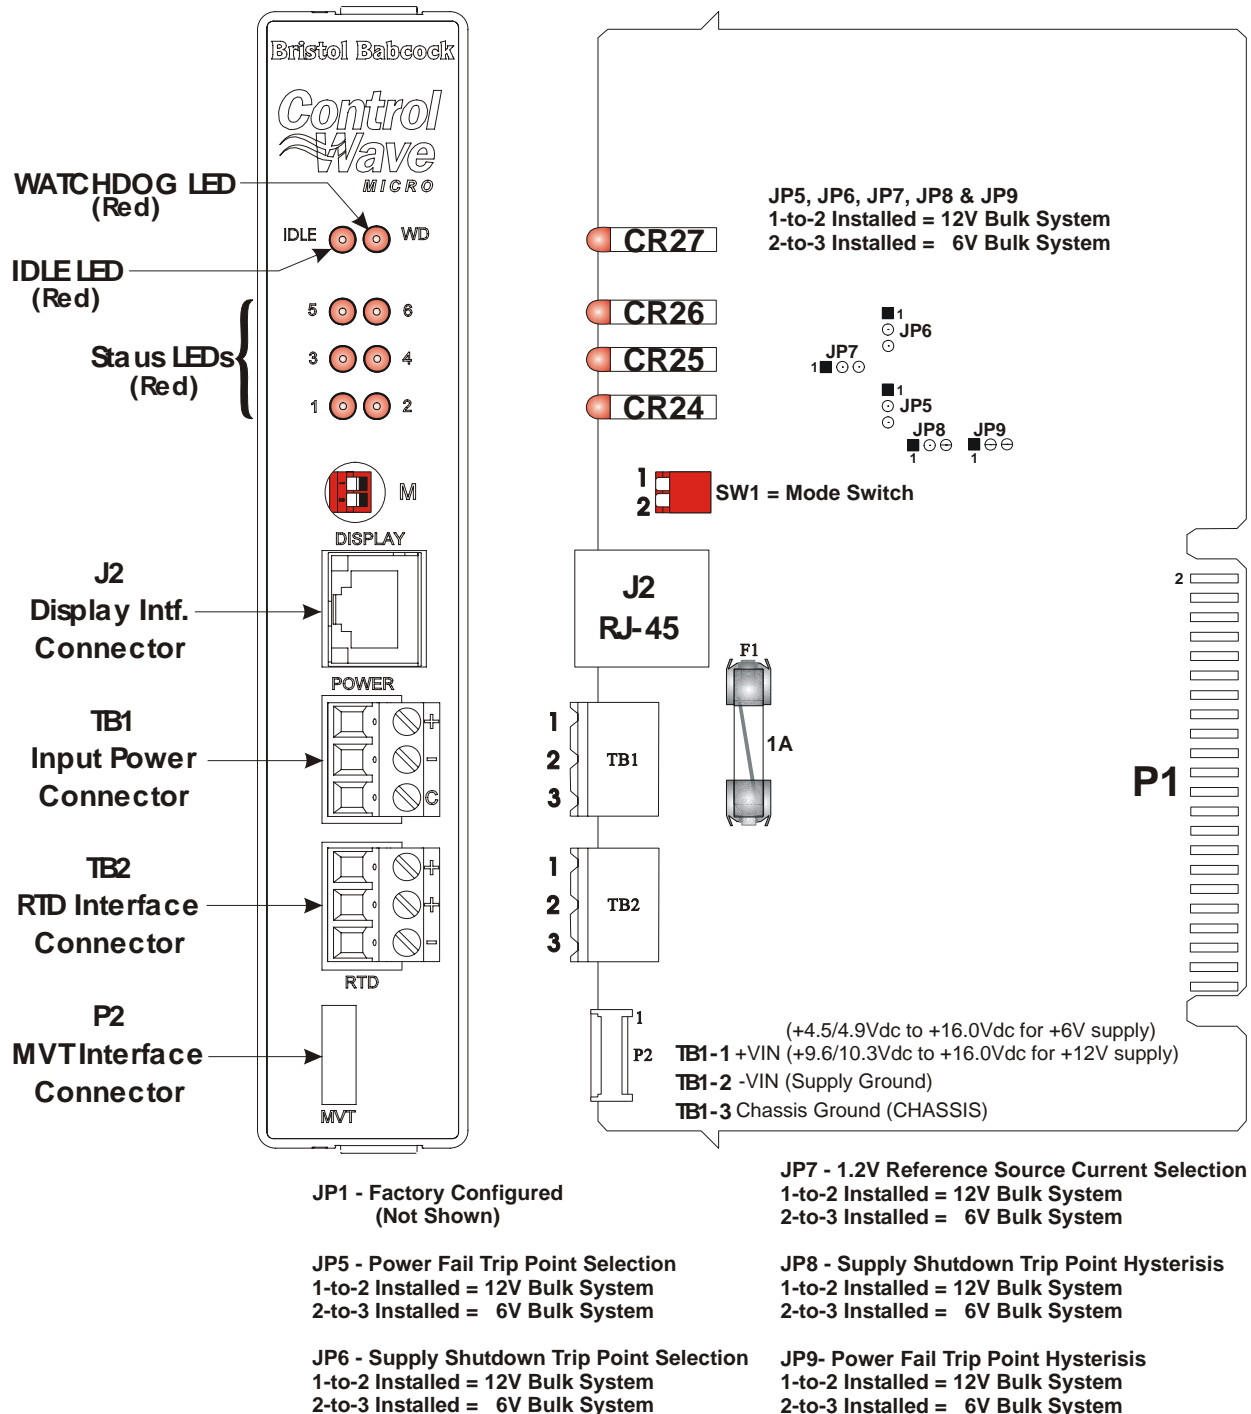 Bristol Babcock
Control
Wave
MICRO
WATCHDOG LED
(Red)
IDLE
WD
IDLE LED
(Red)
5
6
Staus LEDs
(Red)
3
4
1
2
M
DISPLAY
J2
Display Intf.
Connector
POWER
TB1
Input Power
Connector
+
-
C
TB2
RTD Interface
Connector
+
+
-
RTD
P2
MVT Interface
Connector
MVT
CR27
CR26
CR25
CR24
JP5, JP6, JP7, JP8 & JP9
1-to-2 Installed = 12V Bulk System
2-to-3 Installed = 6V Bulk System
1
JP6
JP7
1
1
JP5
JP8
1
JP9
1
1
2
SW1 = Mode Switch
J2
RJ-45
2
F1
1A
1
2
3
TB1
P1
1
2
3
TB2
1
P2
(+4.5/4.9Vdc to +16.0Vdc for +6V supply)
TB1-1 +VIN (+9.6/10.3Vdc to +16.0Vdc for +12V supply)
TB1-2 -VIN (Supply Ground)
TB1-3 Chassis Ground (CHASSIS)
JP1 - Factory Configured
(Not Shown)
JP5 - Power Fail Trip Point Selection
1-to-2 Installed = 12V Bulk System
2-to-3 Installed = 6V Bulk System
JP6 - Supply Shutdown Trip Point Selection
1-to-2 Installed = 12V Bulk System
2-to-3 Installed = 6V Bulk System
JP7 - 1.2V Reference Source Current Selection
1-to-2 Installed = 12V Bulk System
2-to-3 Installed = 6V Bulk System
JP8 - Supply Shutdown Trip Point Hysterisis
1-to-2 Installed = 12V Bulk System
2-to-3 Installed = 6V Bulk System
JP9- Power Fail Trip Point Hysterisis
1-to-2 Installed = 12V Bulk System
2-to-3 Installed = 6V Bulk System